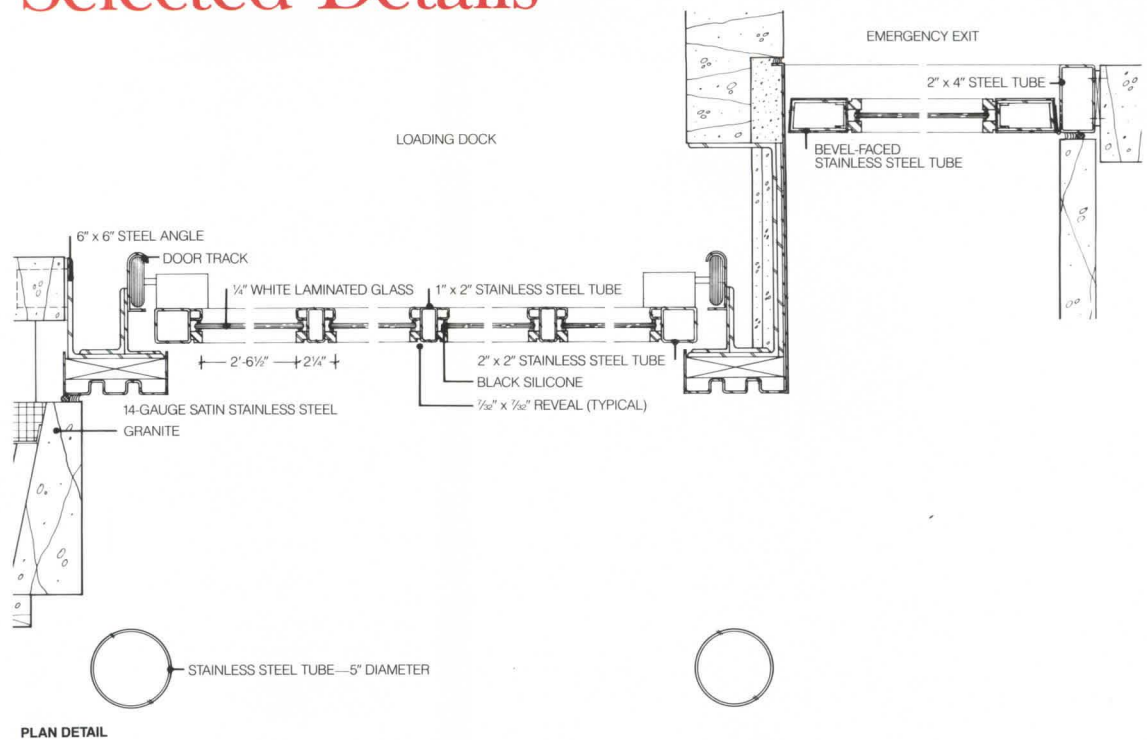 Selected Details
EMERGENCY EXIT
2" x 4" STEEL TUBE
LOADING DOCK
BEVEL-FACED
STAINLESS STEEL TUBE
6" x 6" STEEL ANGLE
DOOR TRACK
¼" WHITE LAMINATED GLASS
1" x 2" STAINLESS STEEL TUBE
2'-6½"
2¼"
2" x 2" STAINLESS STEEL TUBE
BLACK SILICONE
7/32" x 7/32" REVEAL (TYPICAL)
14-GAUGE SATIN STAINLESS STEEL
GRANITE
STAINLESS STEEL TUBE—5" DIAMETER
PLAN DETAIL